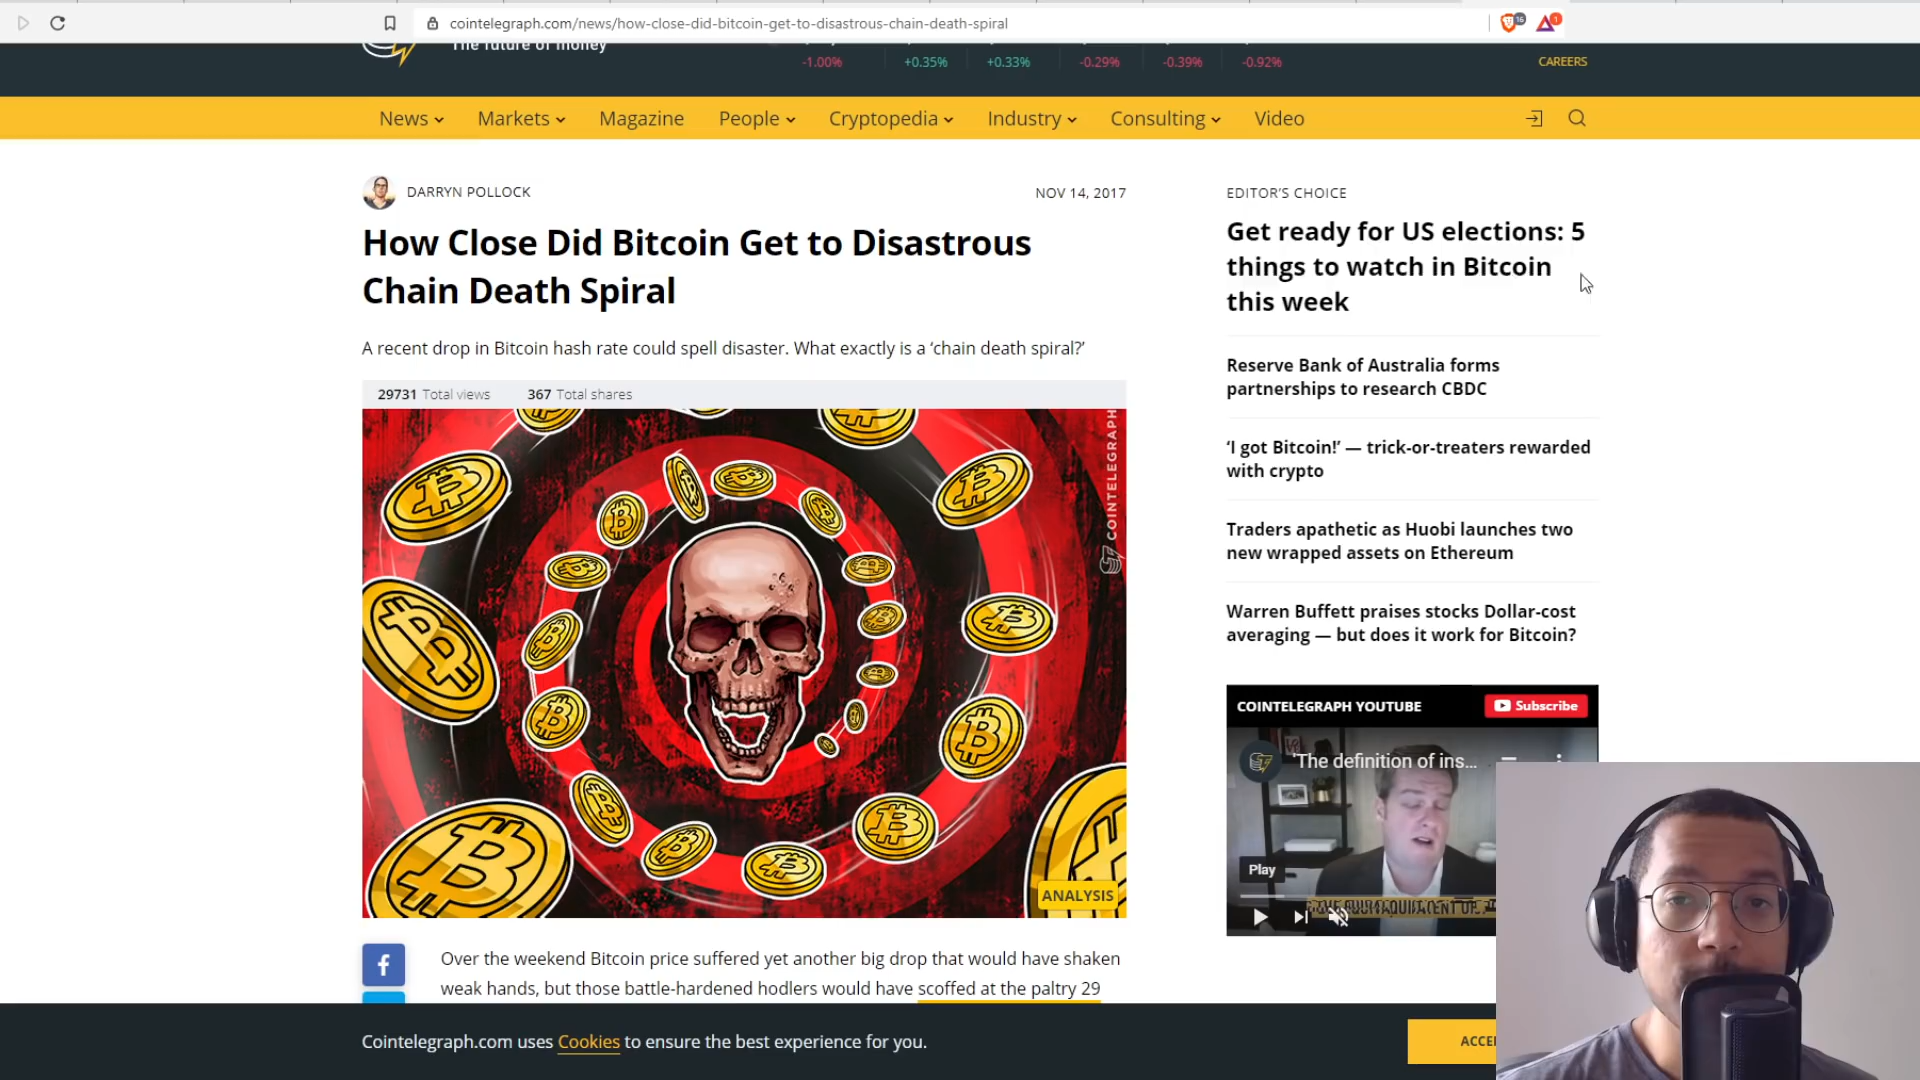 cointelegraph.com/news/how-close-did-bitcoin-get-to-disastrous-chain-death-spiral
16
1
The future of money
-1.00%
+0.35%
+0.33%
-0.29%
-0.39%
-0.92%
CAREERS
News
Markets
Magazine
People
Cryptopedia
Industry
Consulting
Video
DARRYN POLLOCK
NOV 14, 2017
How Close Did Bitcoin Get to Disastrous
Chain Death Spiral
A recent drop in Bitcoin hash rate could spell disaster. What exactly is a ‘chain death spiral?’
29731 Total views
367 Total shares
COINTELEGRAPH
ANALYSIS
Over the weekend Bitcoin price suffered yet another big drop that would have shaken
weak hands, but those battle-hardened hodlers would have scoffed at the paltry 29
EDITOR’S CHOICE
Get ready for US elections: 5
things to watch in Bitcoin
this week
Reserve Bank of Australia forms
partnerships to research CBDC
‘I got Bitcoin!’ — trick-or-treaters rewarded
with crypto
Traders apathetic as Huobi launches two
new wrapped assets on Ethereum
Warren Buffett praises stocks Dollar-cost
averaging — but does it work for Bitcoin?
COINTELEGRAPH YOUTUBE
Subscribe
'The definition of ins...
Play
Cointelegraph.com uses Cookies to ensure the best experience for you.